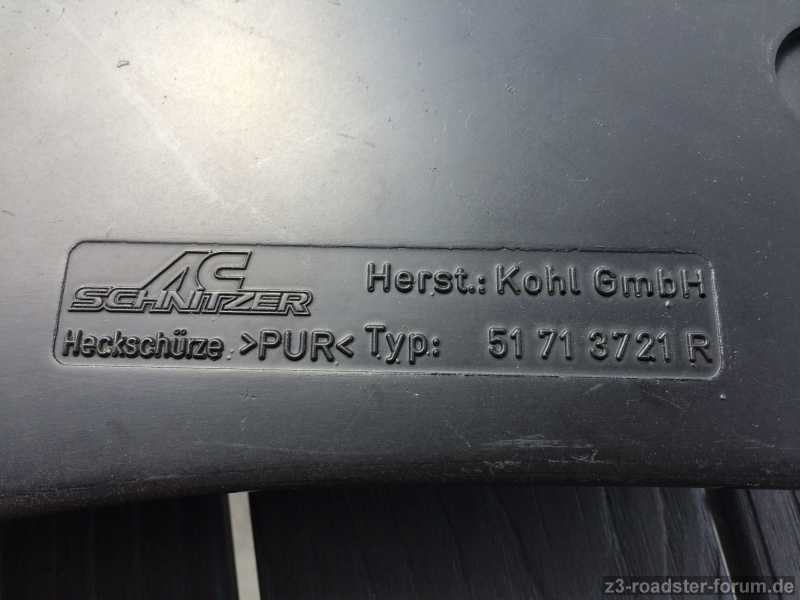 AC SCHNITZER
Herst.: Kohl GmbH
Heckschürze >PUR< Typ: 51 71 3721 R
z3-roadster-forum.de